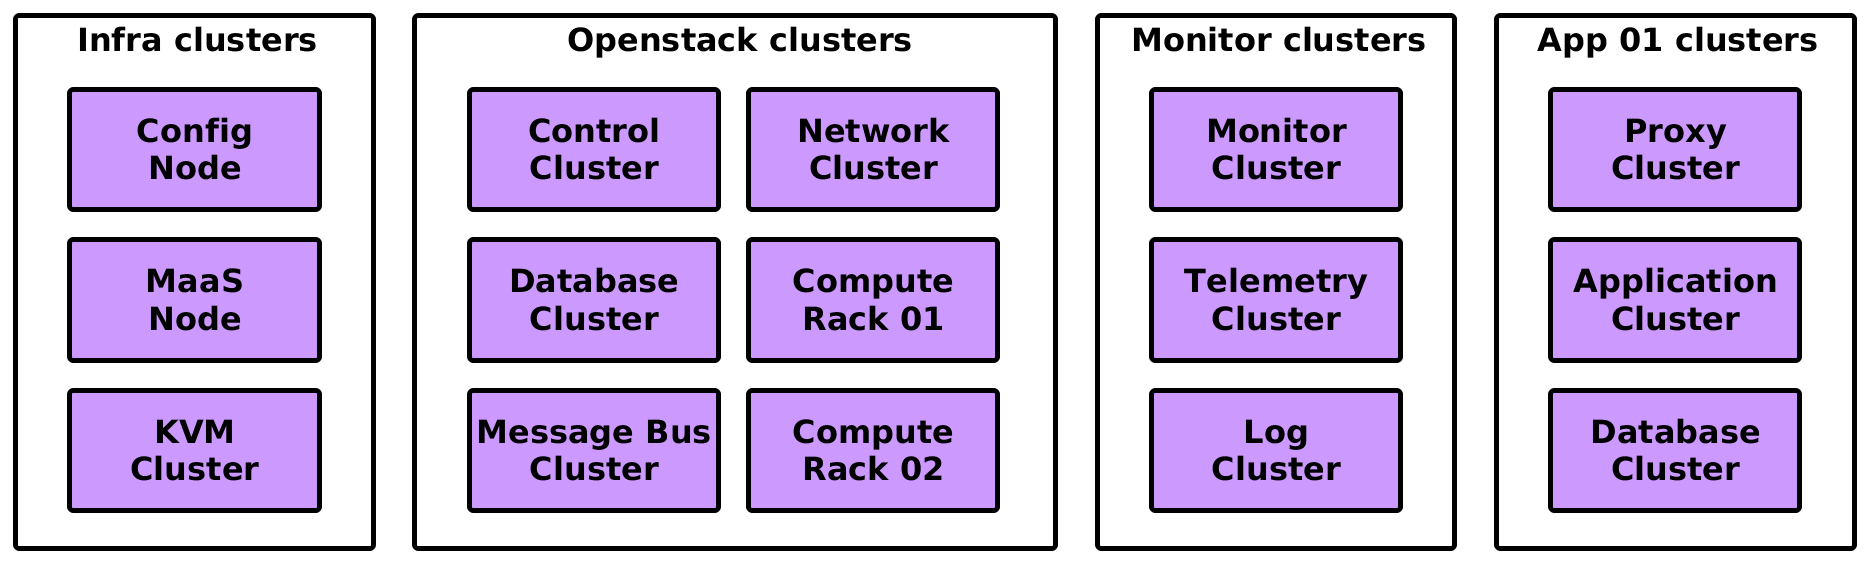 Infra clusters
Config
Node
MaaS
Node
KVM
Cluster
Openstack clusters
Control
Cluster
Network
Cluster
Database
Cluster
Compute
Rack 01
Message Bus
Cluster
Compute
Rack 02
Monitor clusters
Monitor
Cluster
Telemetry
Cluster
Log
Cluster
App 01 clusters
Proxy
Cluster
Application
Cluster
Database
Cluster